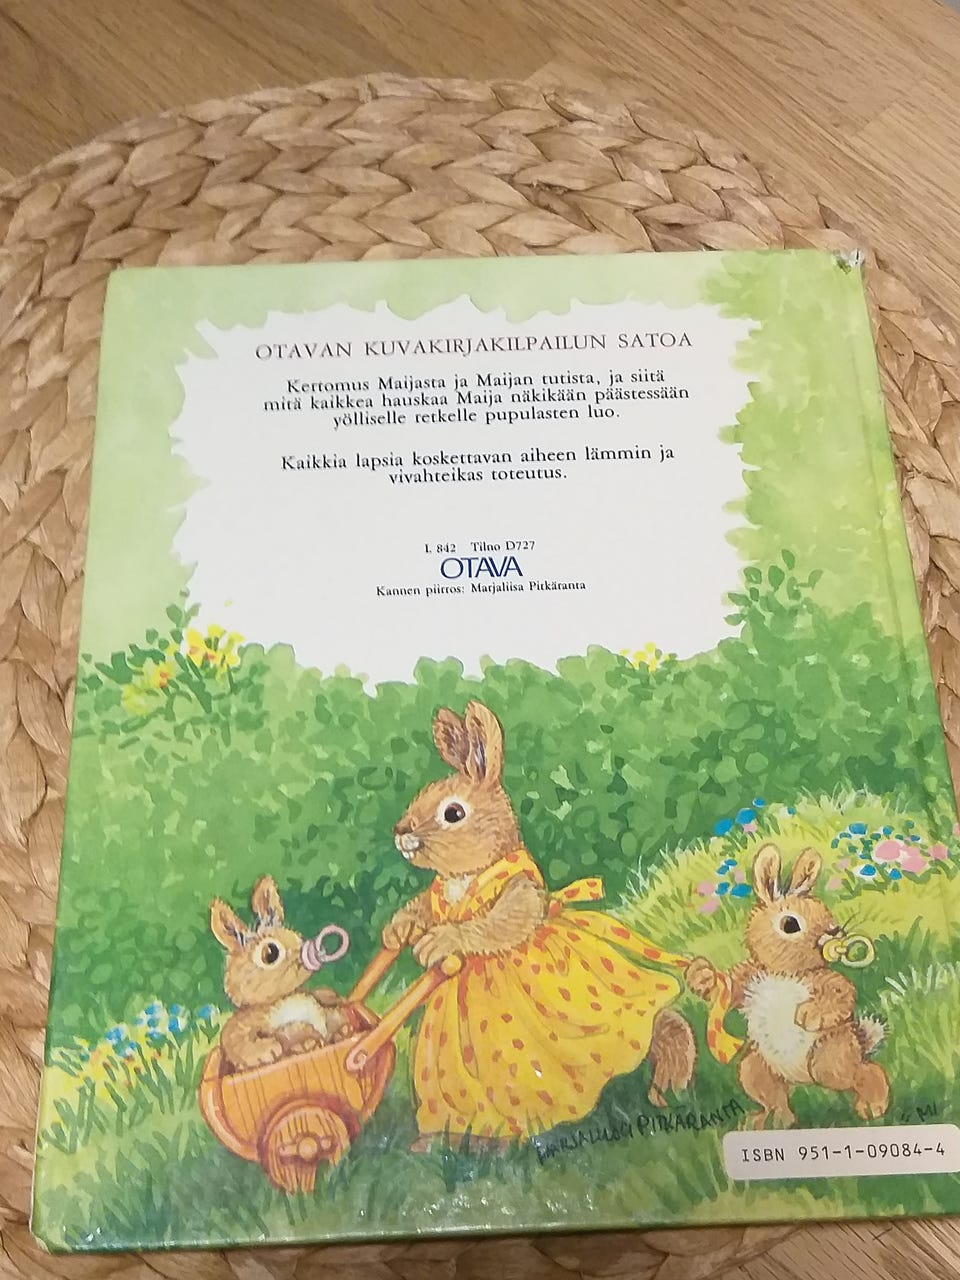 OTAVAN KUVAKIRJAKILPAILUN SATOA
Kertomus Maijasta ja Maijan tutista, ja siitä
mitä kaikkea hauskaa Maija näkikään päästessään
yölliselle retkelle pupulasten luo.
Kaikkia lapsia koskettavan aiheen lämmin ja
vivahteikas toteutus.
L 842 Tilno D727
OTAVA
Kannen piirros: Marjaliisa Pitkäranta
MARJALIISA PITKÄRANTA
ISBN 951-1-09084-4